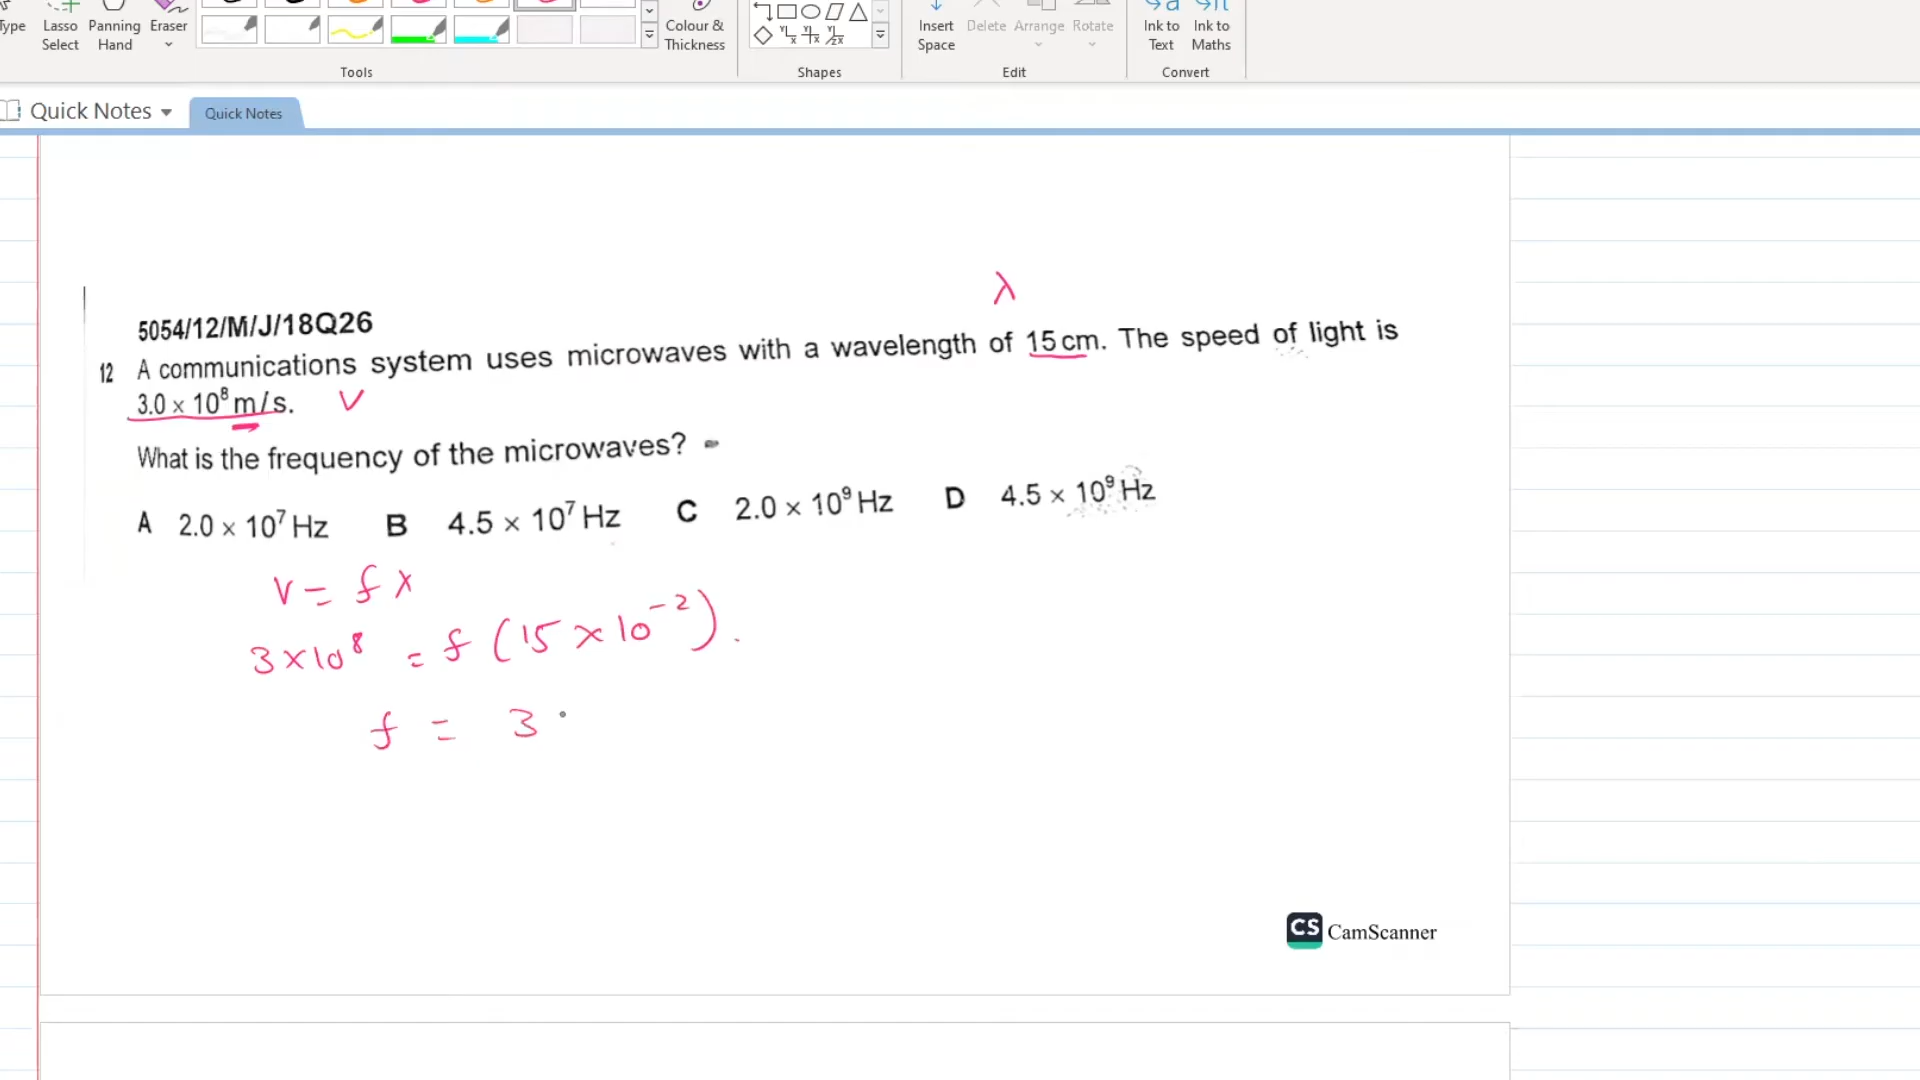 Type
Lasso Select
Panning Hand
Eraser
Colour & Thickness
Insert Space
Delete
Arrange
Rotate
Ink to Text
Ink to Maths
Tools
Shapes
Edit
Convert
Quick Notes
Quick Notes
λ
5054/12/M/J/18Q26
12 A communications system uses microwaves with a wavelength of 15 cm. The speed of light is
3.0 × 10⁸ m/s. V
What is the frequency of the microwaves?
A 2.0 × 10⁷ Hz B 4.5 × 10⁷ Hz C 2.0 × 10⁹ Hz D 4.5 × 10⁹ Hz
V = fλ
3×10⁸ = f (15 × 10⁻²).
f = 3
CS CamScanner